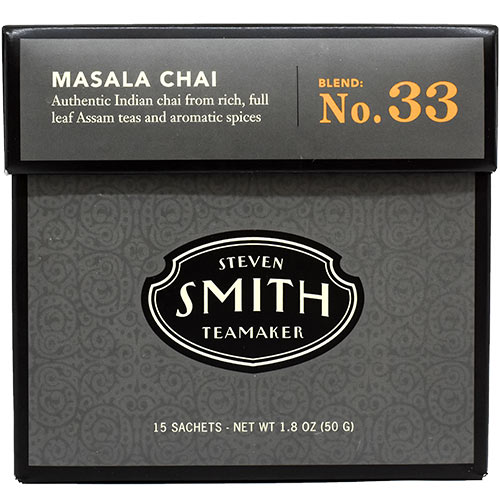 MASALA CHAI
Authentic Indian chai from rich, full
leaf Assam teas and aromatic spices
BLEND:
No. 33
STEVEN
SMITH
TEAMAKER
15 SACHETS - NET WT 1.8 OZ (50 G)